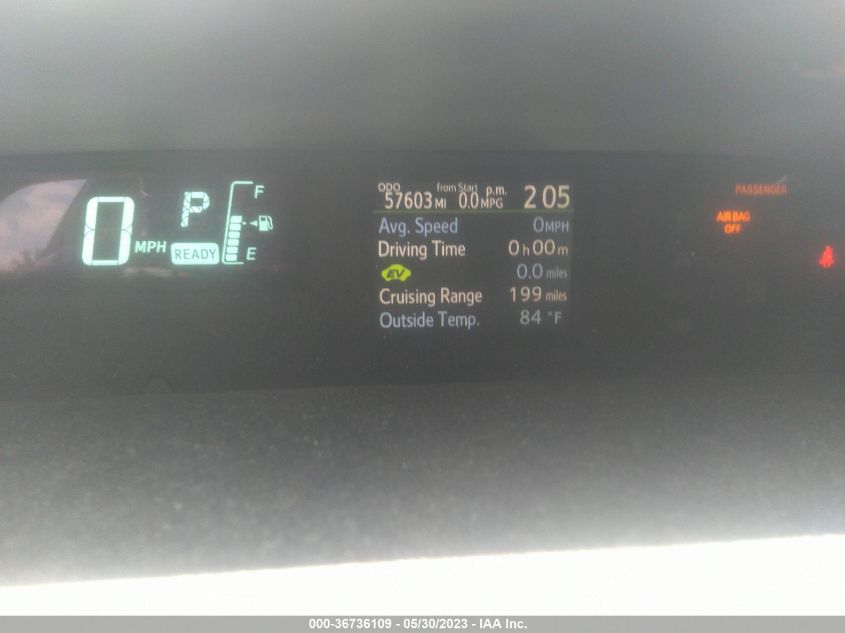 0 MPH
P
READY
F
E
ODO 57603 MI
from Start 0.0 MPG
p.m. 2 05
Avg. Speed 0 MPH
Driving Time 0 h 00 m
EV 0.0 miles
Cruising Range 199 miles
Outside Temp. 84 °F
PASSENGER
AIR BAG
OFF
000-36736109 - 05/30/2023 - IAA Inc.